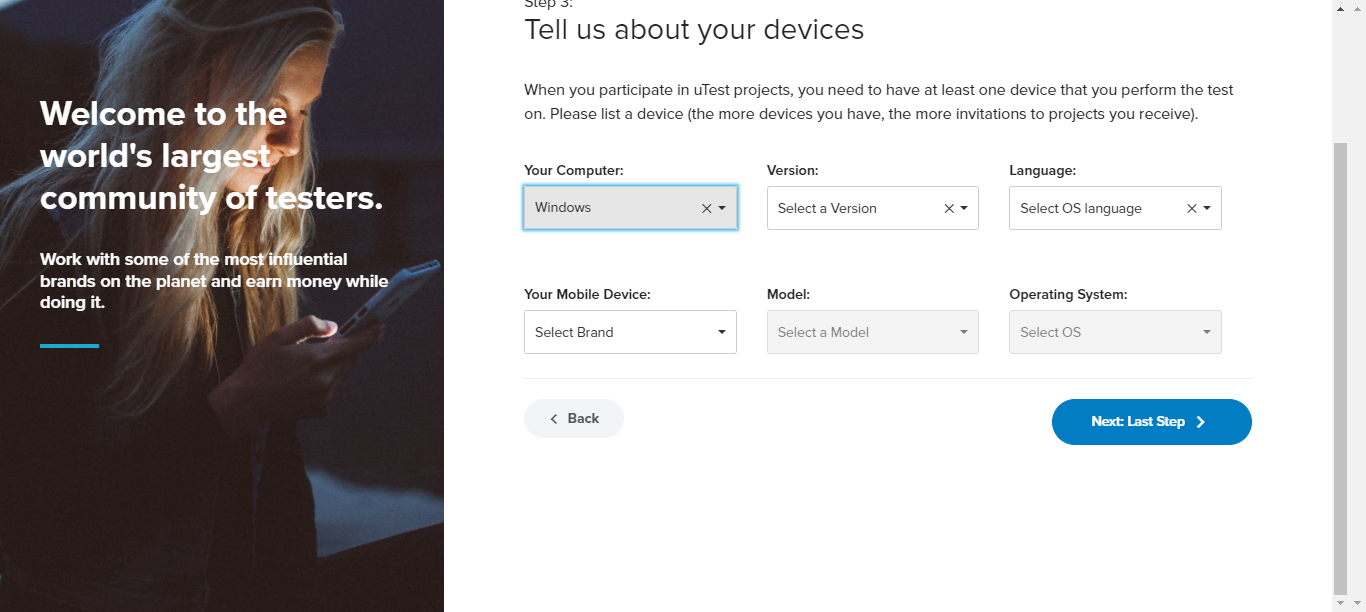 Welcome to the
world's largest
community of testers.
Work with some of the most influential
brands on the planet and earn money while
doing it.
Step 3:
Tell us about your devices
When you participate in uTest projects, you need to have at least one device that you perform the test
on. Please list a device (the more devices you have, the more invitations to projects you receive).
Your Computer:
Windows
Version:
Select a Version
Language:
Select OS language
Your Mobile Device:
Select Brand
Model:
Select a Model
Operating System:
Select OS
Back
Next: Last Step